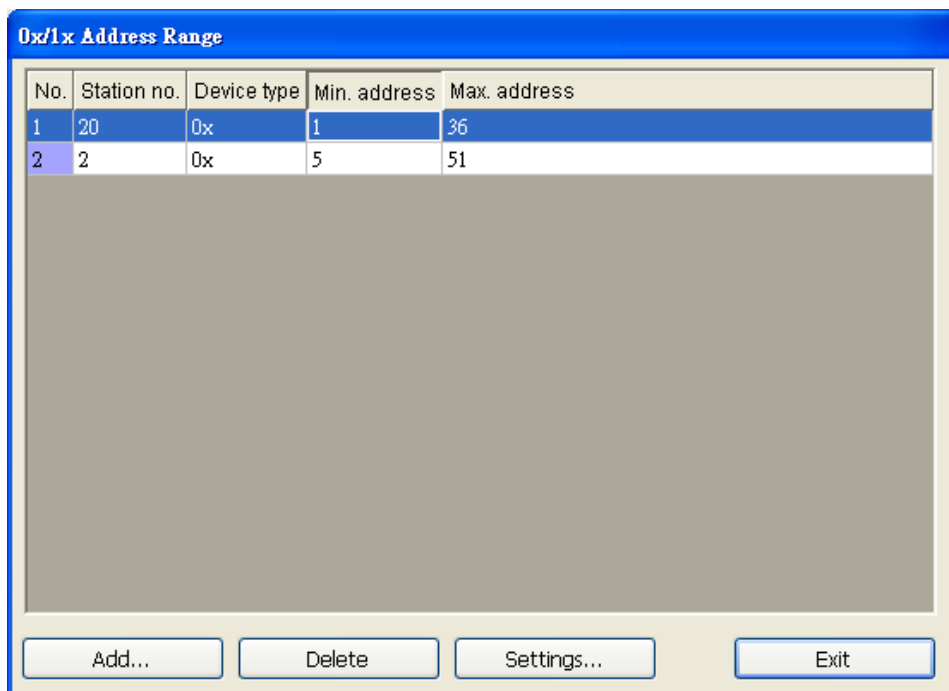 0x/1x Address Range
No. Station no. Device type Min. address Max. address
1 20 0x 1 36
2 2 0x 5 51
Add... Delete Settings... Exit